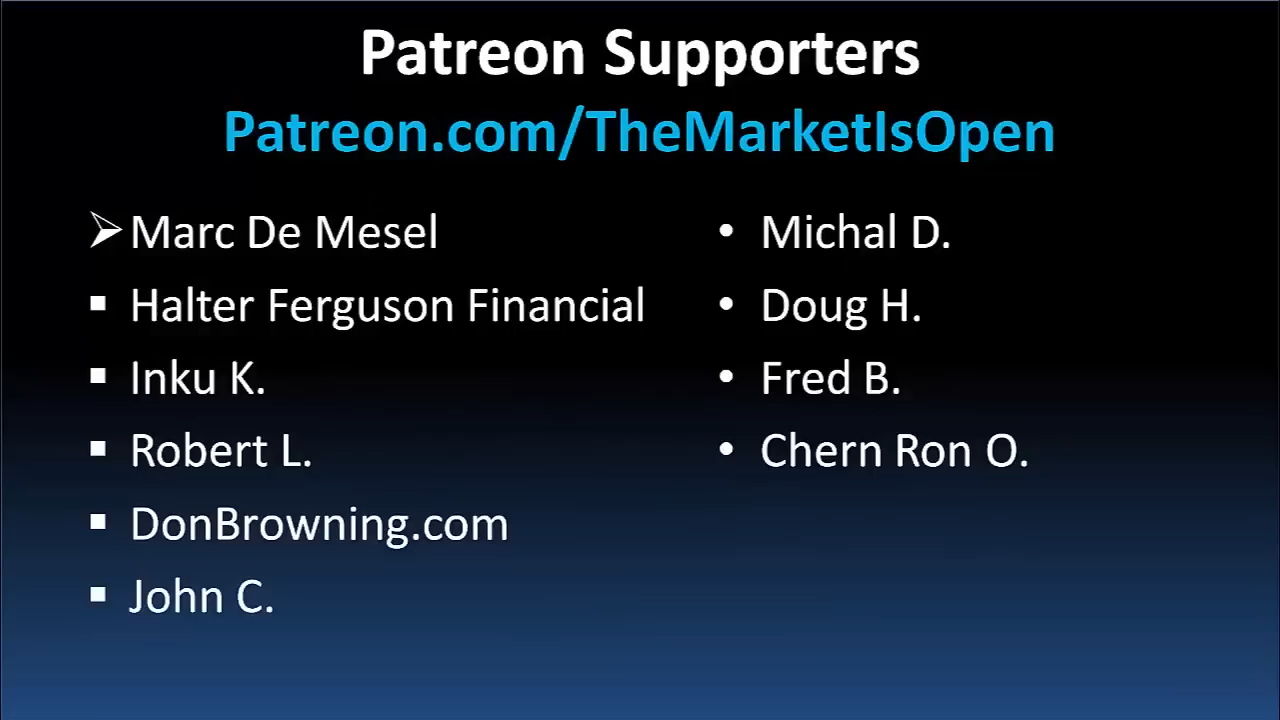 Patreon Supporters
Patreon.com/TheMarketIsOpen
Marc De Mesel
Halter Ferguson Financial
Inku K.
Robert L.
DonBrowning.com
John C.
Michal D.
Doug H.
Fred B.
Chern Ron O.